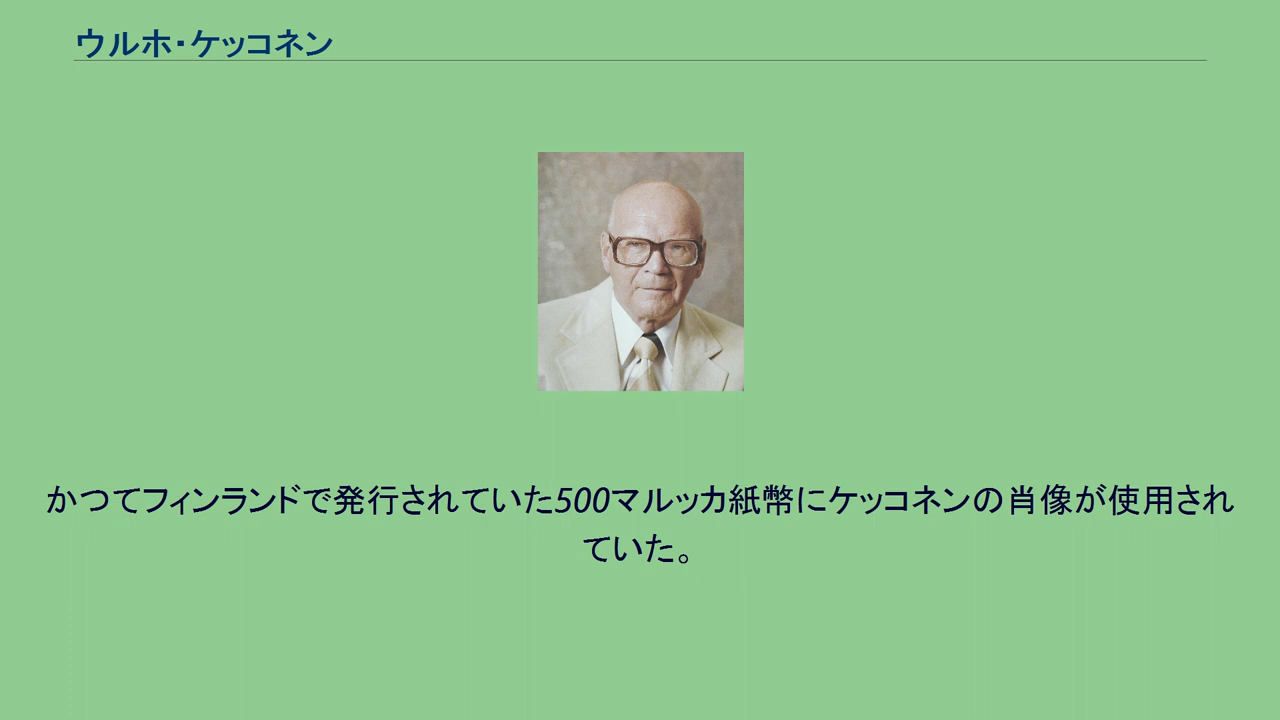 ウルホ・ケッコネン
かつてフィンランドで発行されていた500マルッカ紙幣にケッコネンの肖像が使用され
ていた。